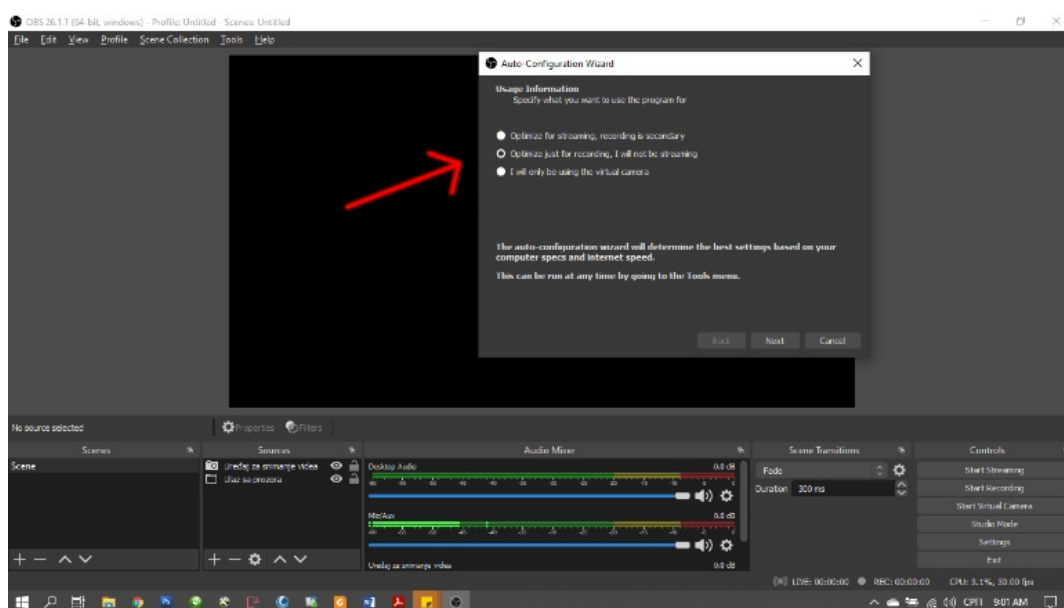 OBS 26.1.1 (64-bit, windows) - Profile: Untitled - Scenes: Untitled
File Edit View Profile Scene Collection Tools Help
Auto-Configuration Wizard
Usage Information
Specify what you want to use the program for
Optimize for streaming, recording is secondary
Optimize just for recording, I will not be streaming
I will only be using the virtual camera
The auto-configuration wizard will determine the best settings based on your
computer specs and internet speed.
This can be run at any time by going to the Tools menu.
Back Next Cancel
No source selected Properties Filters
Scenes Sources Audio Mixer Scene Transitions Controls
Scene
Uređaj za snimanje videa
Ulaz sa prozora
Desktop Audio 0.0 dB
Mic/Aux 0.0 dB
Uređaj za snimanje videa 0.0 dB
Fade
Duration 300 ms
Start Streaming
Start Recording
Start Virtual Camera
Studio Mode
Settings
Exit
LIVE: 00:00:00 REC: 00:00:00 CPU: 3.1%, 30.00 fps
9:01 AM